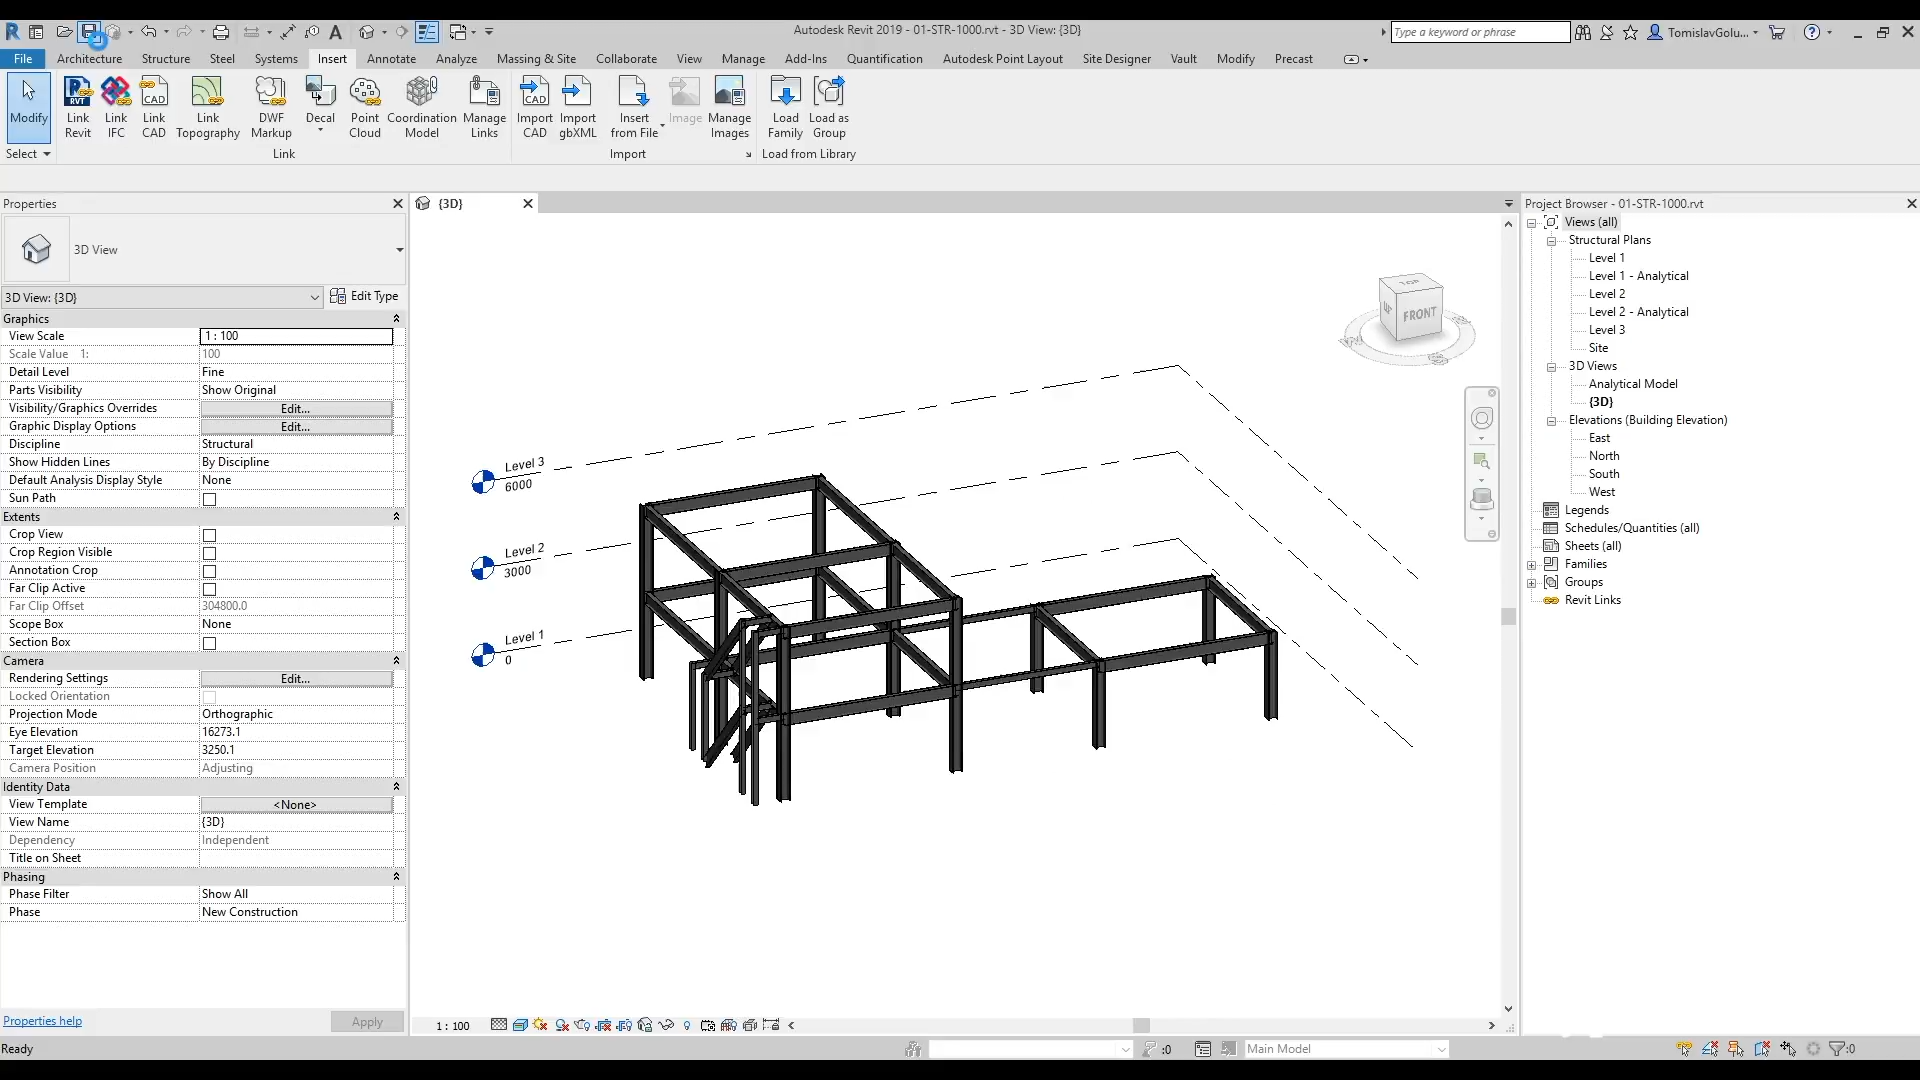 Autodesk Revit 2019 - 01-STR-1000.rvt - 3D View: {3D}
Type a keyword or phrase
TomislavGolu...
File Architecture Structure Steel Systems Insert Annotate Analyze Massing & Site Collaborate View Manage Add-Ins Quantification Autodesk Point Layout Site Designer Vault Modify Precast
Modify
Link Revit
Link IFC
Link CAD
Link Topography
DWF Markup
Decal
Point Cloud
Coordination Model
Manage Links
Import CAD
Import gbXML
Insert from File
Image
Manage Images
Load Family
Load as Group
Select
Link
Import
Load from Library
Properties
3D View
3D View: {3D}
Edit Type
Graphics
View Scale 1 : 100
Scale Value 1: 100
Detail Level Fine
Parts Visibility Show Original
Visibility/Graphics Overrides Edit...
Graphic Display Options Edit...
Discipline Structural
Show Hidden Lines By Discipline
Default Analysis Display Style None
Sun Path
Extents
Crop View
Crop Region Visible
Annotation Crop
Far Clip Active
Far Clip Offset 304800.0
Scope Box None
Section Box
Camera
Rendering Settings Edit...
Locked Orientation
Projection Mode Orthographic
Eye Elevation 16273.1
Target Elevation 3250.1
Camera Position Adjusting
Identity Data
View Template <None>
View Name {3D}
Dependency Independent
Title on Sheet
Phasing
Phase Filter Show All
Phase New Construction
Properties help
Apply
{3D}
TOP
FRONT
Level 3
6000
Level 2
3000
Level 1
0
1 : 100
Project Browser - 01-STR-1000.rvt
Views (all)
Structural Plans
Level 1
Level 1 - Analytical
Level 2
Level 2 - Analytical
Level 3
Site
3D Views
Analytical Model
{3D}
Elevations (Building Elevation)
East
North
South
West
Legends
Schedules/Quantities (all)
Sheets (all)
Families
Groups
Revit Links
Ready
:0
Main Model
:0